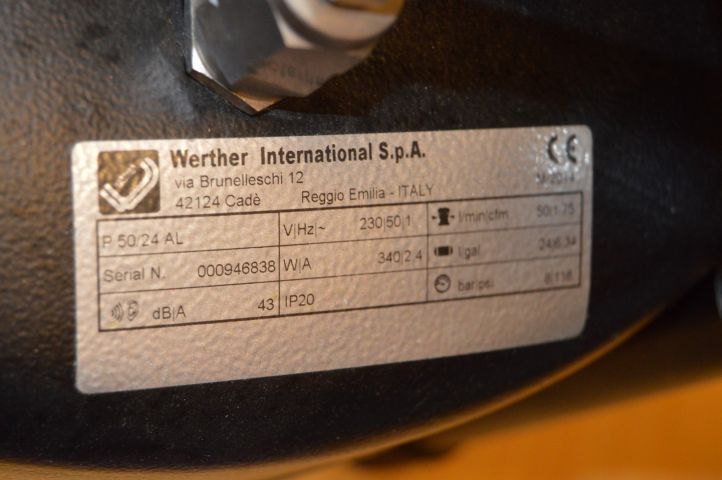 Werther International S.p.A.
via Brunelleschi 12
42124 Cadè Reggio Emilia - ITALY
CE
P 50/24 AL V|Hz|~ 230|50|1 l/min|cfm 50|1.75
Serial N. 000946838 W|A 340|2,4 l|gal 24|6.34
dB|A 43 IP20 bar|psi 8|116